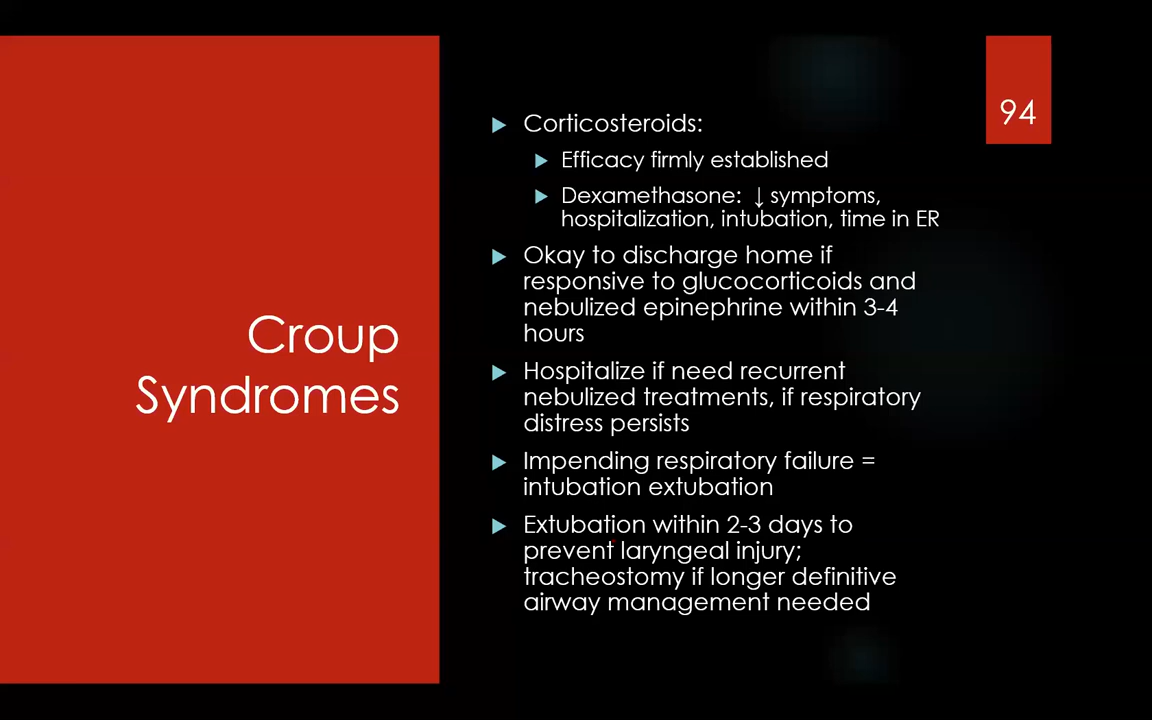 94
Croup
Syndromes
Corticosteroids:
Efficacy firmly established
Dexamethasone: ↓ symptoms,
hospitalization, intubation, time in ER
Okay to discharge home if
responsive to glucocorticoids and
nebulized epinephrine within 3-4
hours
Hospitalize if need recurrent
nebulized treatments, if respiratory
distress persists
Impending respiratory failure =
intubation extubation
Extubation within 2-3 days to
prevent laryngeal injury;
tracheostomy if longer definitive
airway management needed